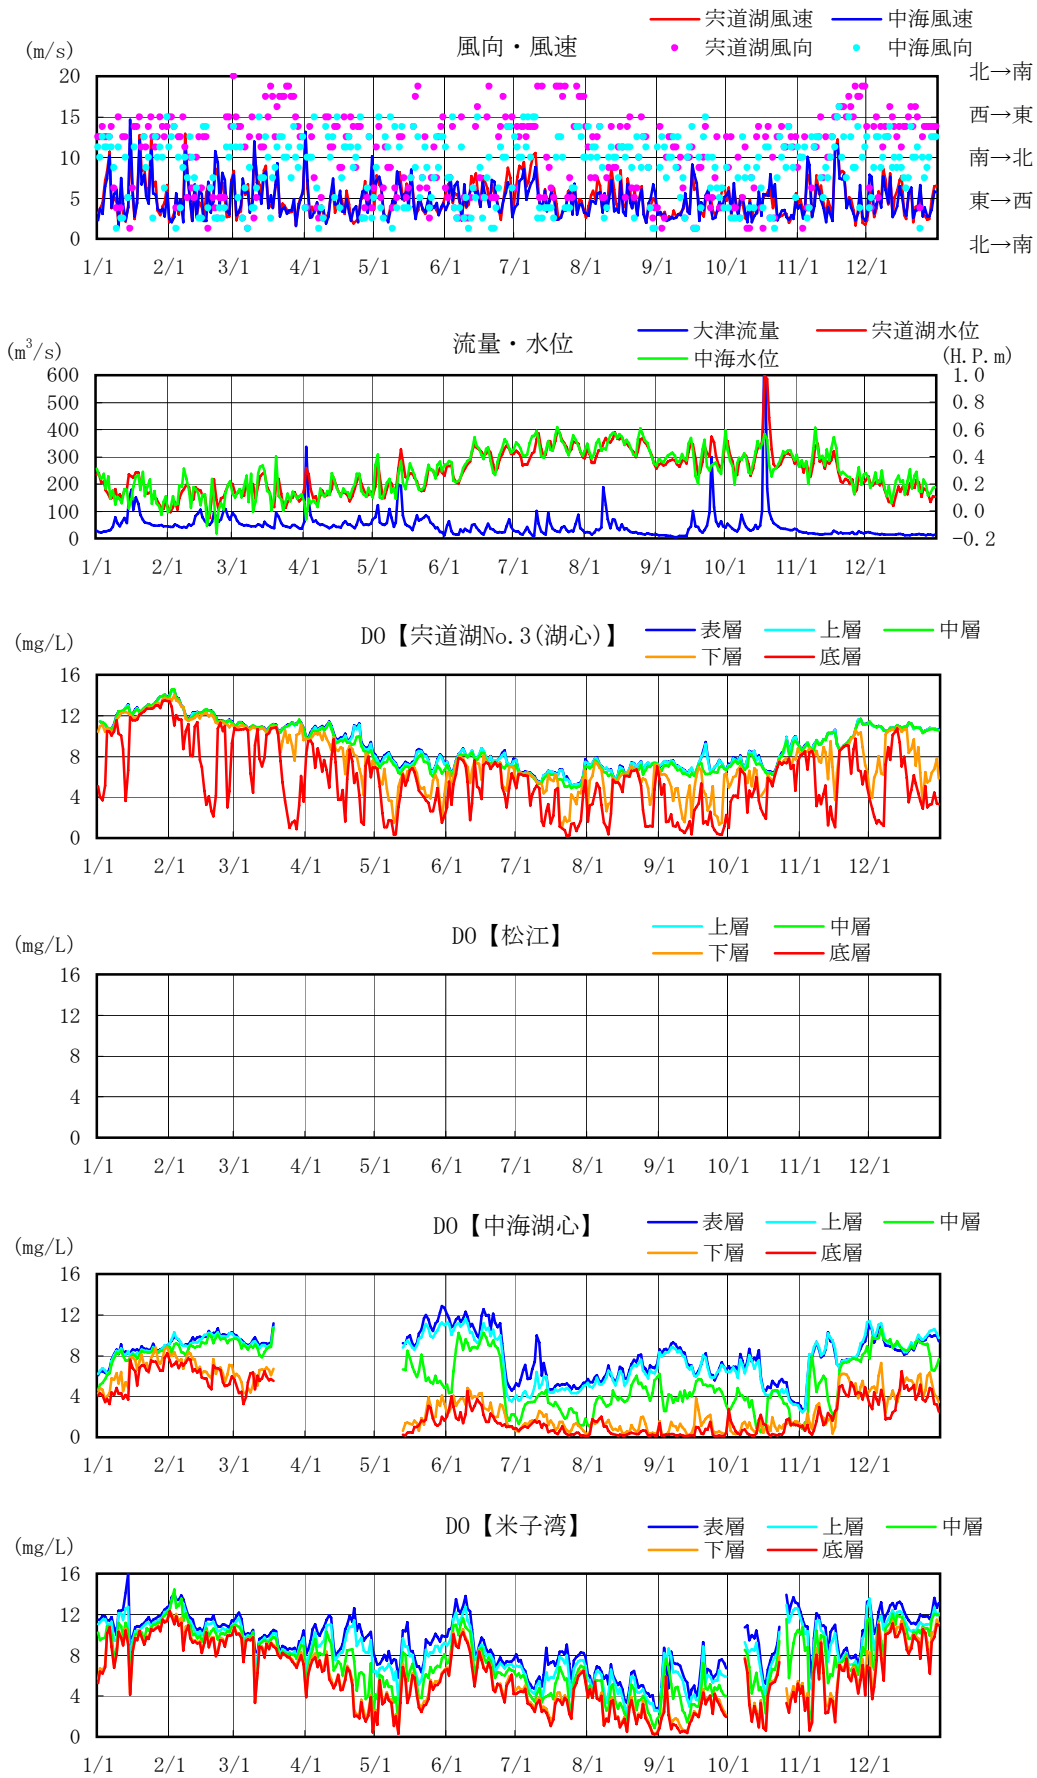 宍道湖風速 中海風速
(m/s) 風向・風速 宍道湖風向 中海風向
20 北→南
15 西→東
10 南→北
5 東→西
0 北→南
1/1 2/1 3/1 4/1 5/1 6/1 7/1 8/1 9/1 10/1 11/1 12/1
大津流量 宍道湖水位
(m³/s) 流量・水位 中海水位 (H.P.m)
600 1.0
500 0.8
400 0.6
300 0.4
200 0.2
100 0.0
0 -0.2
1/1 2/1 3/1 4/1 5/1 6/1 7/1 8/1 9/1 10/1 11/1 12/1
(mg/L) DO【宍道湖No.3(湖心)】 表層 上層 中層
下層 底層
16
12
8
4
0
1/1 2/1 3/1 4/1 5/1 6/1 7/1 8/1 9/1 10/1 11/1 12/1
(mg/L) DO【松江】 上層 中層
下層 底層
16
12
8
4
0
1/1 2/1 3/1 4/1 5/1 6/1 7/1 8/1 9/1 10/1 11/1 12/1
(mg/L) DO【中海湖心】 表層 上層 中層
下層 底層
16
12
8
4
0
1/1 2/1 3/1 4/1 5/1 6/1 7/1 8/1 9/1 10/1 11/1 12/1
(mg/L) DO【米子湾】 表層 上層 中層
下層 底層
16
12
8
4
0
1/1 2/1 3/1 4/1 5/1 6/1 7/1 8/1 9/1 10/1 11/1 12/1